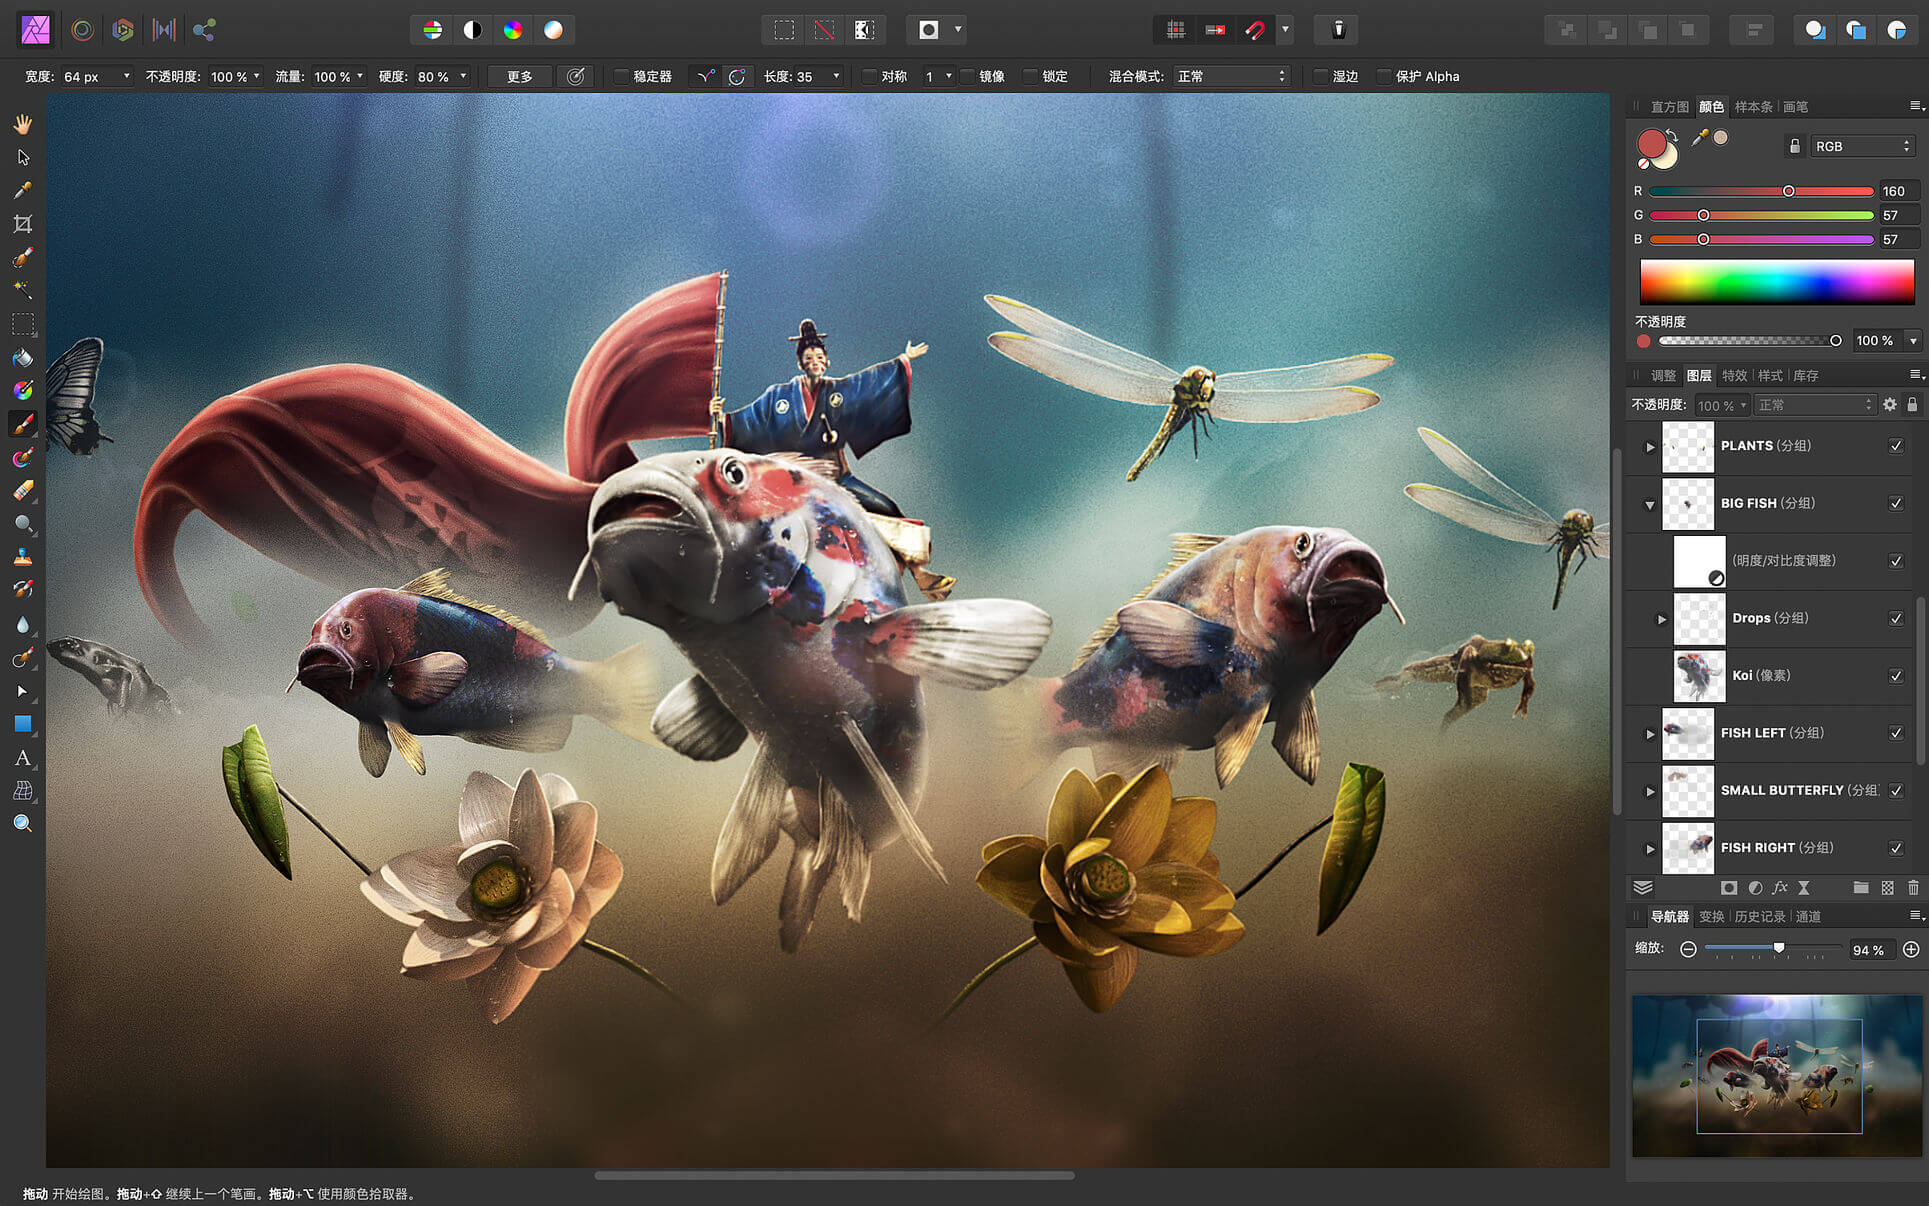 宽度: 64 px 不透明度: 100 % 流量: 100 % 硬度: 80 % 更多 稳定器 长度: 35 对称 1 镜像 锁定 混合模式: 正常 湿边 保护 Alpha
直方图 颜色 样本条 画笔
RGB
R 160
G 57
B 57
不透明度
100 %
调整 图层 特效 样式 库存
不透明度: 100 % 正常
PLANTS (分组)
BIG FISH (分组)
(明度/对比度调整)
Drops (分组)
Koi (像素)
FISH LEFT (分组)
SMALL BUTTERFLY (分组
FISH RIGHT (分组)
fx
导航器 变换 历史记录 通道
缩放: 94 %
A
拖动 开始绘图。拖动+⇧ 继续上一个笔画。拖动+⌥ 使用颜色拾取器。